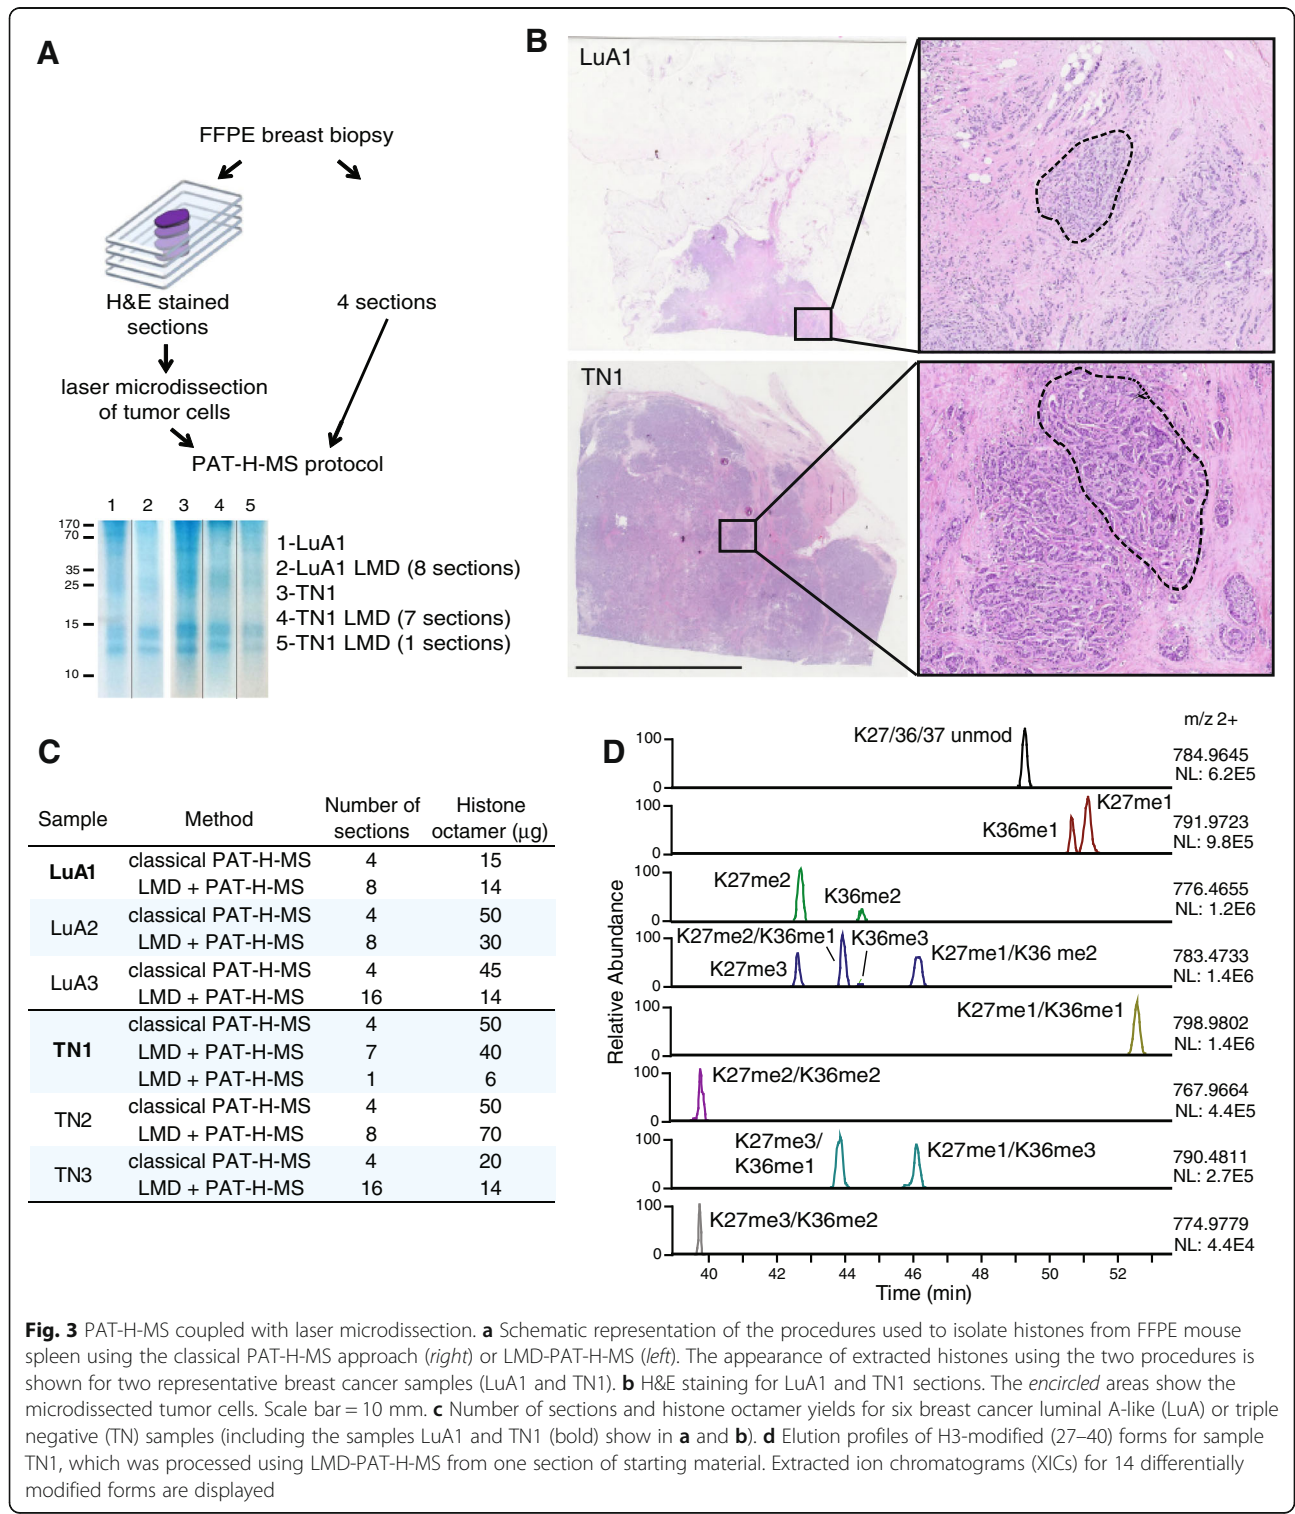 A
FFPE breast biopsy
H&E stained
sections
4 sections
laser microdissection
of tumor cells
PAT-H-MS protocol
1 2 3 4 5
170
70
35
25
15
10
1-LuA1
2-LuA1 LMD (8 sections)
3-TN1
4-TN1 LMD (7 sections)
5-TN1 LMD (1 sections)
B
LuA1
TN1
C
Sample Method Number of sections Histone octamer (µg)
LuA1 classical PAT-H-MS 4 15
LMD + PAT-H-MS 8 14
LuA2 classical PAT-H-MS 4 50
LMD + PAT-H-MS 8 30
LuA3 classical PAT-H-MS 4 45
LMD + PAT-H-MS 16 14
TN1 classical PAT-H-MS 4 50
LMD + PAT-H-MS 7 40
LMD + PAT-H-MS 1 6
TN2 classical PAT-H-MS 4 50
LMD + PAT-H-MS 8 70
TN3 classical PAT-H-MS 4 20
LMD + PAT-H-MS 16 14
D
m/z 2+
Relative Abundance
100
0
K27/36/37 unmod
784.9645
NL: 6.2E5
100
0
K36me1
K27me1
791.9723
NL: 9.8E5
100
0
K27me2
K36me2
776.4655
NL: 1.2E6
100
0
K27me2/K36me1
K36me3
K27me3
K27me1/K36 me2
783.4733
NL: 1.4E6
100
0
K27me1/K36me1
798.9802
NL: 1.4E6
100
0
K27me2/K36me2
767.9664
NL: 4.4E5
100
0
K27me3/
K36me1
K27me1/K36me3
790.4811
NL: 2.7E5
100
0
K27me3/K36me2
774.9779
NL: 4.4E4
40 42 44 46 48 50 52
Time (min)
Fig. 3 PAT-H-MS coupled with laser microdissection. a Schematic representation of the procedures used to isolate histones from FFPE mouse
spleen using the classical PAT-H-MS approach (right) or LMD-PAT-H-MS (left). The appearance of extracted histones using the two procedures is
shown for two representative breast cancer samples (LuA1 and TN1). b H&E staining for LuA1 and TN1 sections. The encircled areas show the
microdissected tumor cells. Scale bar = 10 mm. c Number of sections and histone octamer yields for six breast cancer luminal A-like (LuA) or triple
negative (TN) samples (including the samples LuA1 and TN1 (bold) show in a and b). d Elution profiles of H3-modified (27–40) forms for sample
TN1, which was processed using LMD-PAT-H-MS from one section of starting material. Extracted ion chromatograms (XICs) for 14 differentially
modified forms are displayed